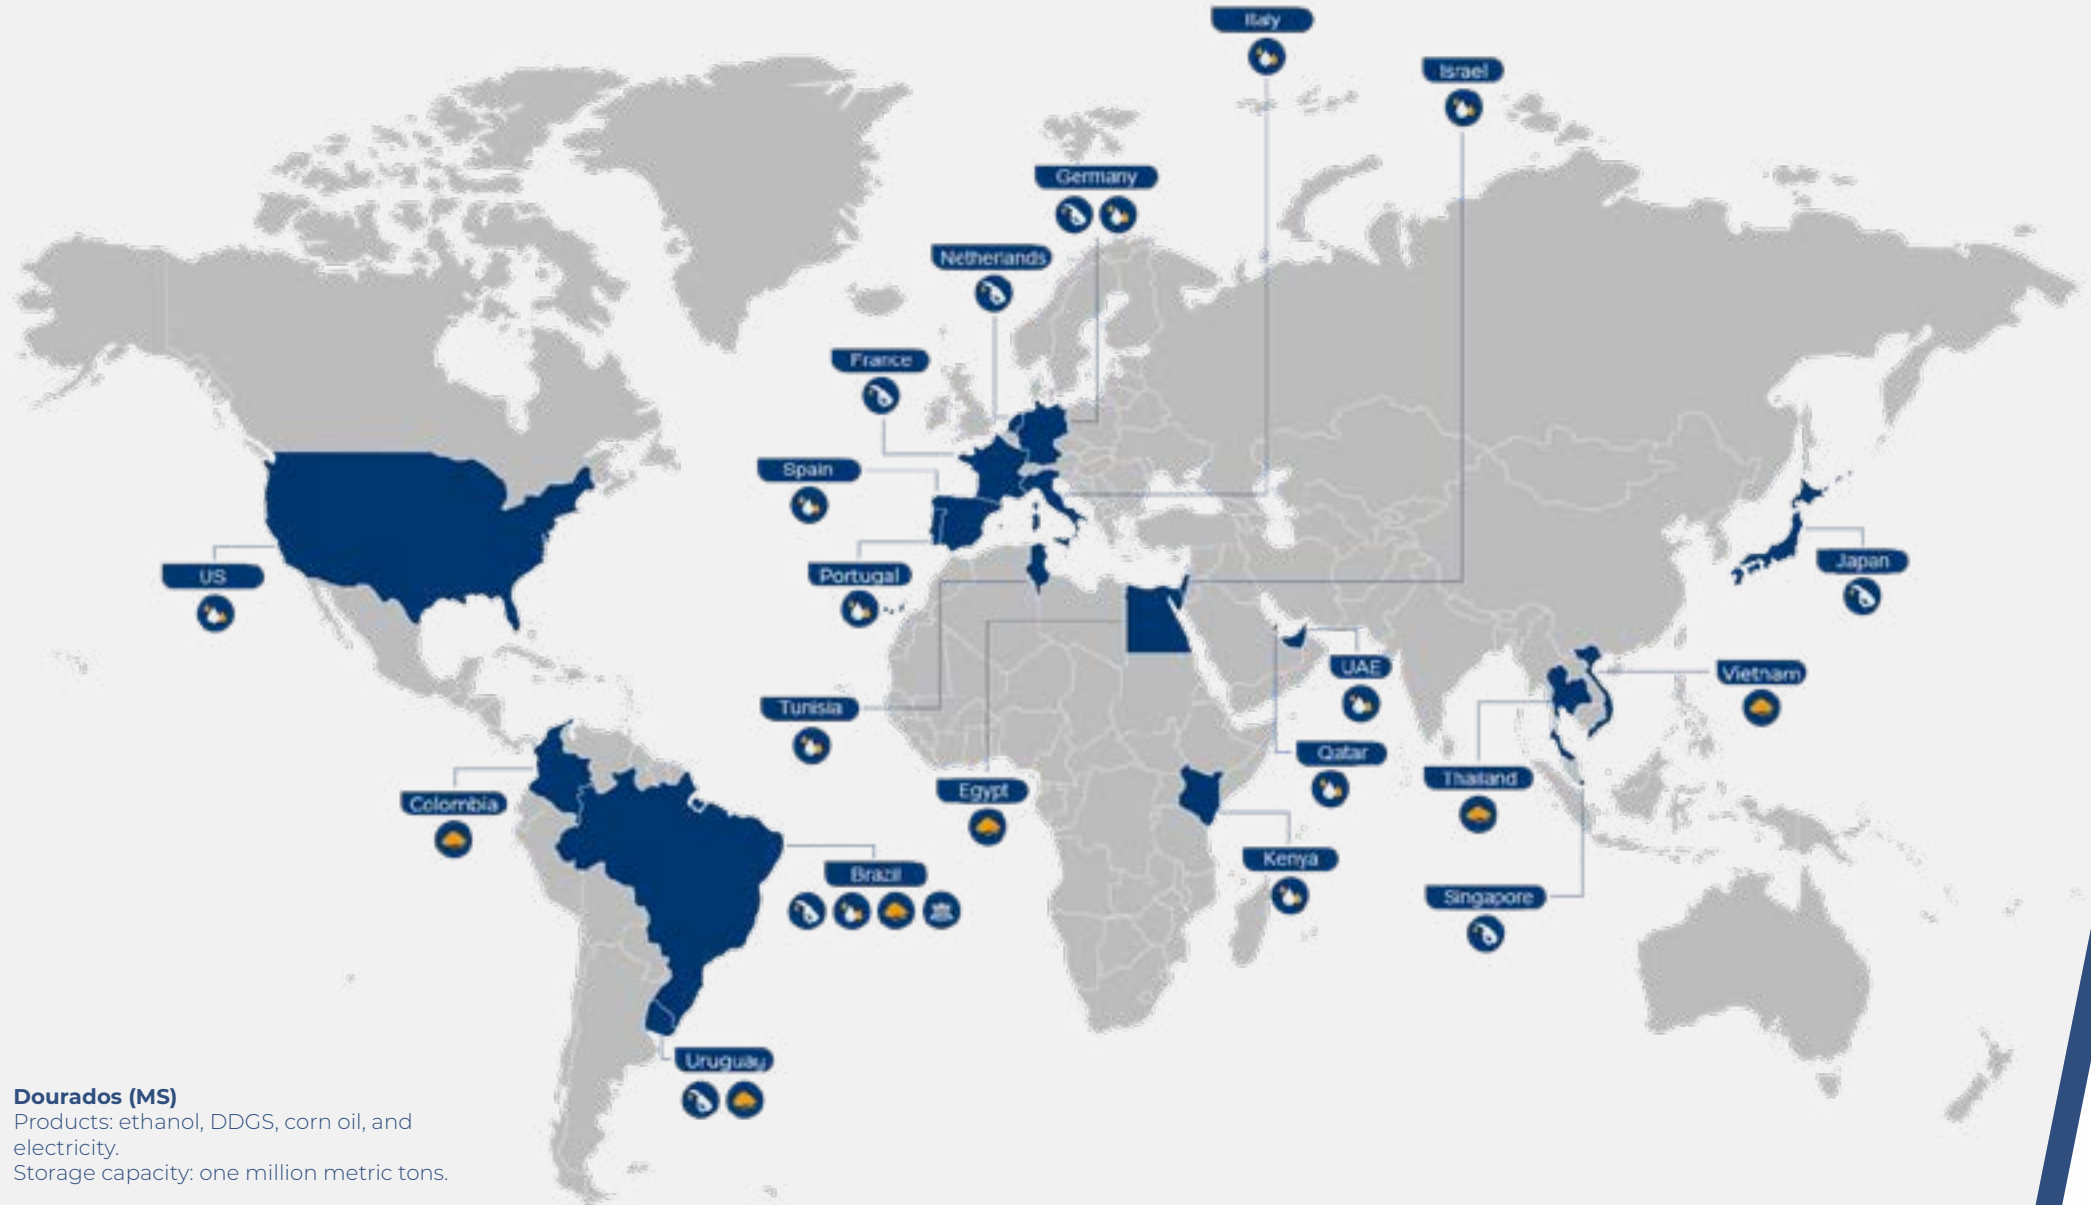 Italy
Israel
Germany
Netherlands
France
Spain
US
Portugal
Japan
UAE
Vietnam
Tunisia
Qatar
Thailand
Egypt
Colombia
Kenya
Brazil
Singapore
Uruguay
Dourados (MS)
Products: ethanol, DDGS, corn oil, and
electricity.
Storage capacity: one million metric tons.